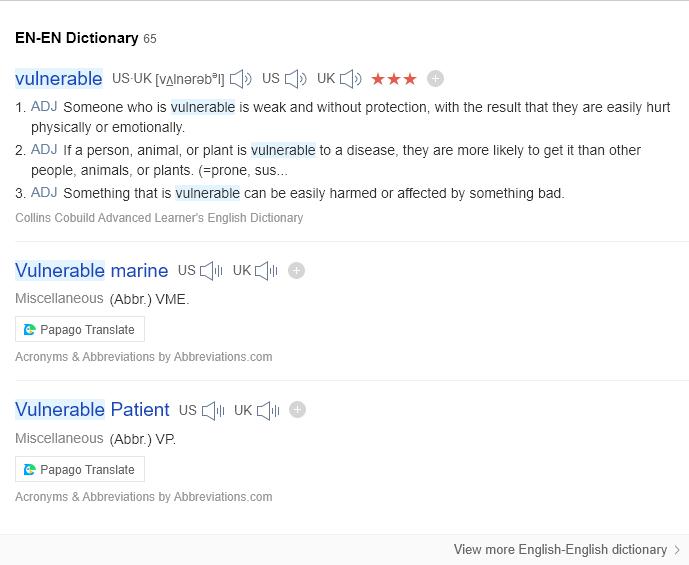 EN-EN Dictionary 65
vulnerable US·UK [vʌlnərəbᵊl] US UK ★★★
1. ADJ Someone who is vulnerable is weak and without protection, with the result that they are easily hurt
physically or emotionally.
2. ADJ If a person, animal, or plant is vulnerable to a disease, they are more likely to get it than other
people, animals, or plants. (=prone, sus...
3. ADJ Something that is vulnerable can be easily harmed or affected by something bad.
Collins Cobuild Advanced Learner's English Dictionary
Vulnerable marine US UK
Miscellaneous (Abbr.) VME.
Papago Translate
Acronyms & Abbreviations by Abbreviations.com
Vulnerable Patient US UK
Miscellaneous (Abbr.) VP.
Papago Translate
Acronyms & Abbreviations by Abbreviations.com
View more English-English dictionary >